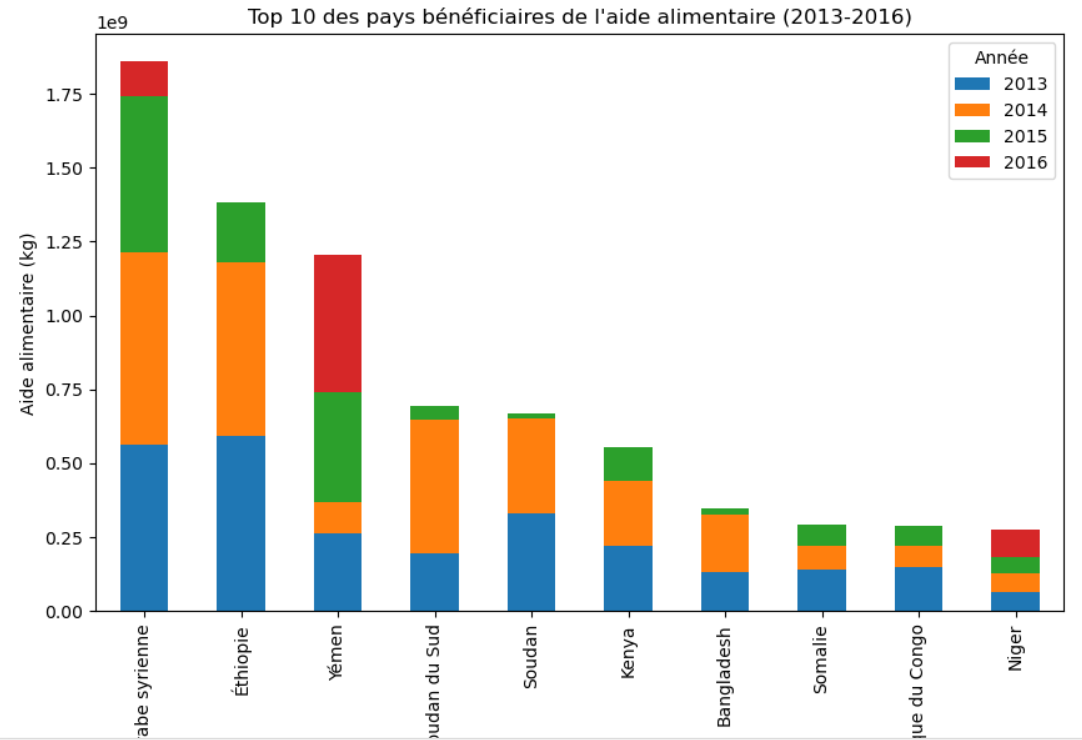 Top 10 des pays bénéficiaires de l'aide alimentaire (2013-2016)
1e9
Année
2013
2014
2015
2016
Aide alimentaire (kg)
1.75
1.50
1.25
1.00
0.75
0.50
0.25
0.00
abe syrienne
Éthiopie
Yémen
oudan du Sud
Soudan
Kenya
Bangladesh
Somalie
que du Congo
Niger